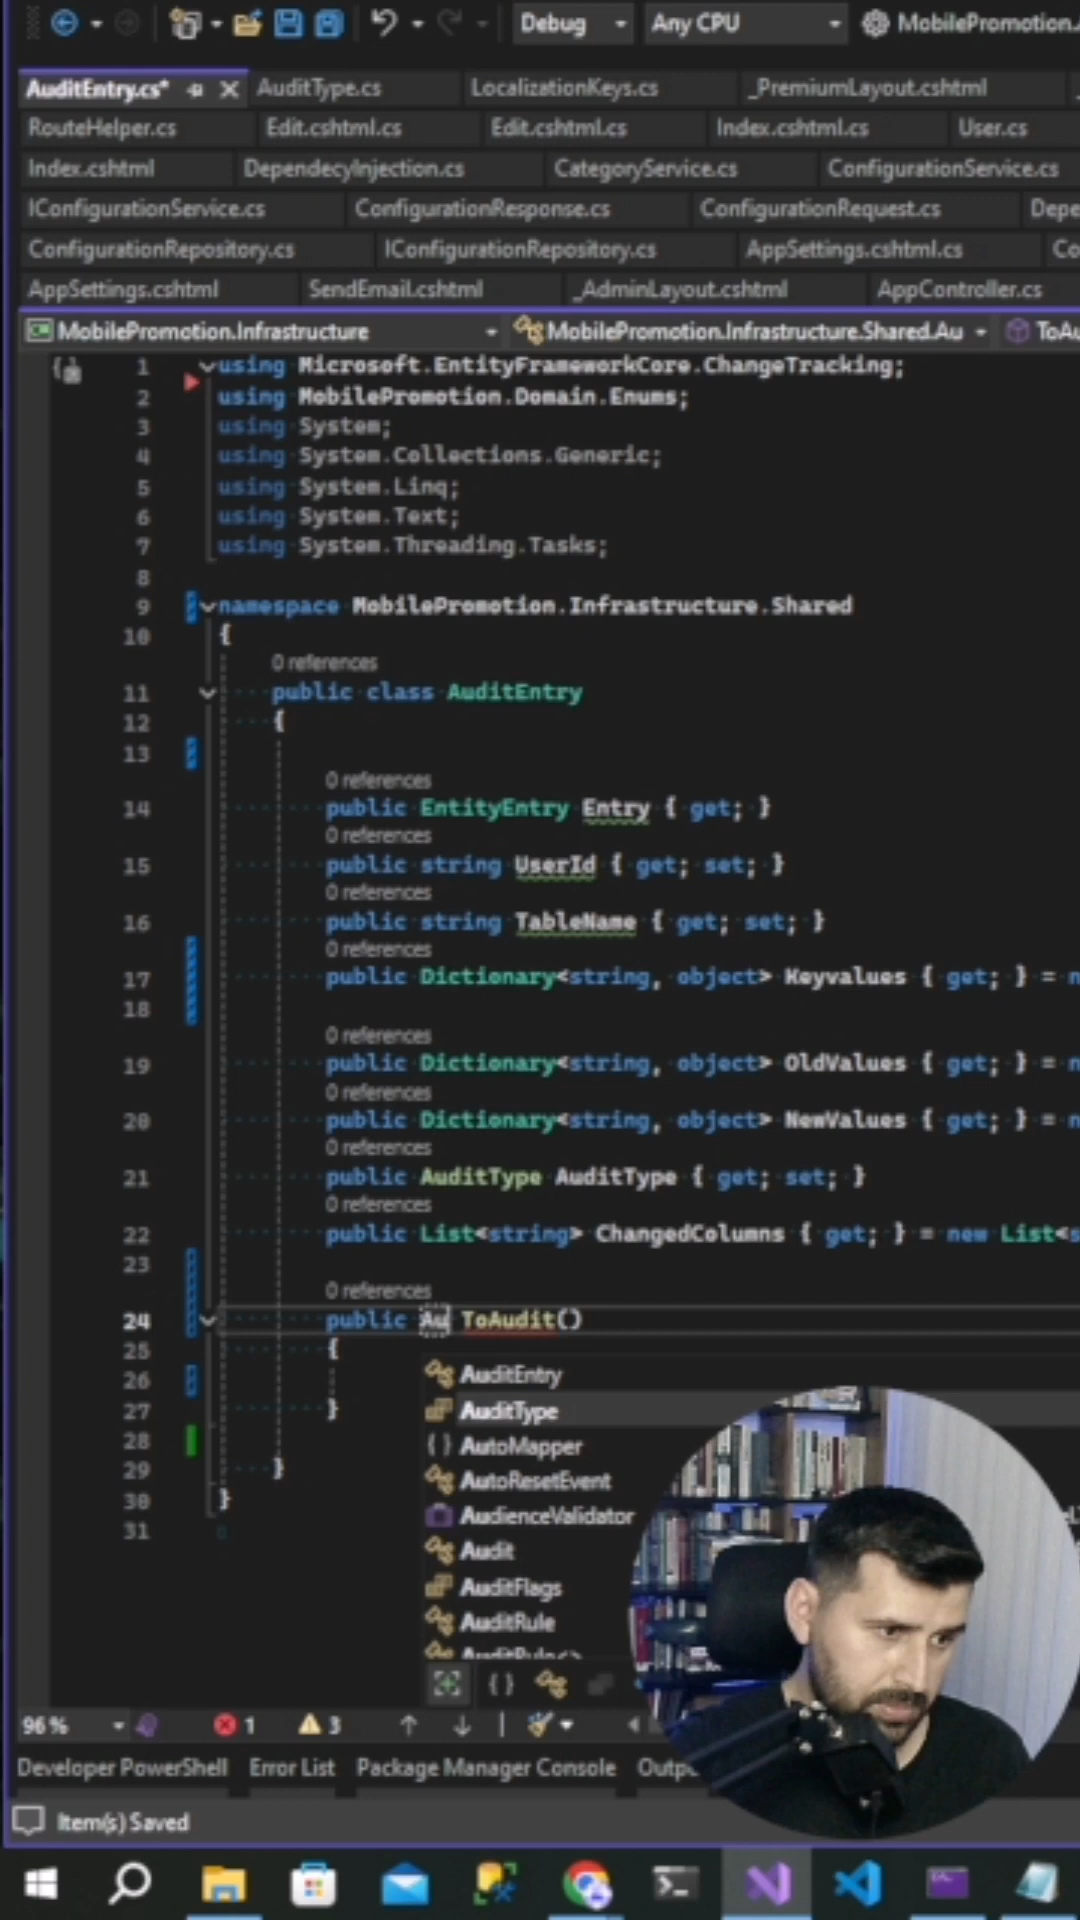 Debug Any CPU MobilePromotion.
AuditEntry.cs* AuditType.cs LocalizationKeys.cs _PremiumLayout.cshtml
RouteHelper.cs Edit.cshtml.cs Edit.cshtml.cs Index.cshtml.cs User.cs
Index.cshtml DependecyInjection.cs CategoryService.cs ConfigurationService.cs
IConfigurationService.cs ConfigurationResponse.cs ConfigurationRequest.cs Depe
ConfigurationRepository.cs IConfigurationRepository.cs AppSettings.cshtml.cs Co
AppSettings.cshtml SendEmail.cshtml _AdminLayout.cshtml AppController.cs
MobilePromotion.Infrastructure MobilePromotion.Infrastructure.Shared.Au ToAu
1 using Microsoft.EntityFrameworkCore.ChangeTracking;
2 using MobilePromotion.Domain.Enums;
3 using System;
4 using System.Collections.Generic;
5 using System.Linq;
6 using System.Text;
7 using System.Threading.Tasks;
8
9 namespace MobilePromotion.Infrastructure.Shared
10 {
0 references
11 public class AuditEntry
12 {
13
0 references
14 public EntityEntry Entry { get; }
0 references
15 public string UserId { get; set; }
0 references
16 public string TableName { get; set; }
0 references
17 public Dictionary<string, object> Keyvalues { get; } = n
18
0 references
19 public Dictionary<string, object> OldValues { get; } = n
0 references
20 public Dictionary<string, object> NewValues { get; } = n
0 references
21 public AuditType AuditType { get; set; }
0 references
22 public List<string> ChangedColumns { get; } = new List<s
23
0 references
24 public Au ToAudit()
25 {
26 AuditEntry
27 } AuditType
28 { } AutoMapper
29 } AutoResetEvent
30 } AudienceValidator
31 Audit
AuditFlags
AuditRule
AuditRule<>
{ }
96 % 1 3
Developer PowerShell Error List Package Manager Console Outp
Item(s) Saved